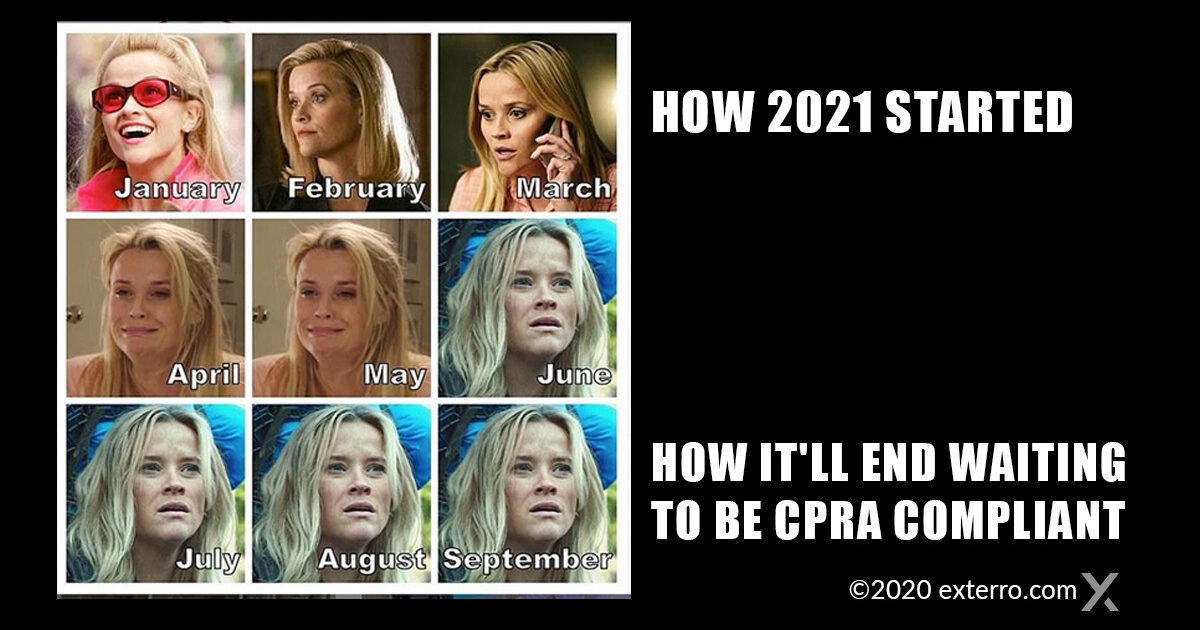 January
February
March
HOW 2021 STARTED
April
May
June
July
August
September
HOW IT'LL END WAITING
TO BE CPRA COMPLIANT
©2020 exterro.com X